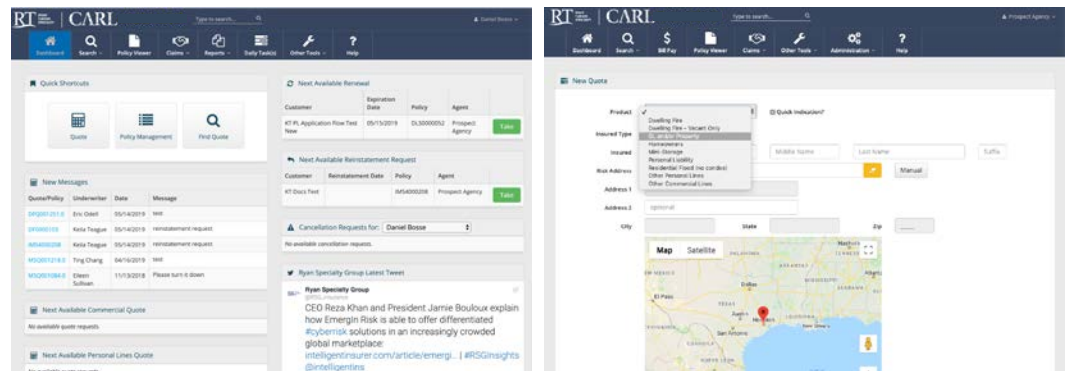 RT | CARL
Type to search...
Daniel Bosse
Dashboard
Search
Policy Viewer
Claims
Reports
Daily Task(s)
Other Tools
Help
Quick Shortcuts
Quote
Policy Management
Find Quote
New Messages
Quote/Policy Underwriter Date Message
Eric Odell 05/14/2019 test
Keila Teague 05/14/2019 reinstatement request
Keila Teague 05/14/2019 reinstatement request
Ting Chang 04/16/2019 test
Eileen Sullivan 11/13/2018 Please turn it down
Next Available Commercial Quote
No available quote requests.
Next Available Personal Lines Quote
Next Available Renewal
Customer Expiration Date Policy Agent
KT PL Application Flow Test New 05/15/2019 DLS0000052 Prospect Agency Take
Next Available Reinstatement Request
Customer Reinstatement Date Policy Agent
KT Docs Test IMS4000208 Prospect Agency Take
Cancellation Requests for: Daniel Bosse
No available cancellation requests.
Ryan Specialty Group Latest Tweet
Ryan Specialty Group
CEO Reza Khan and President Jamie Bouloux explain
how EmergIn Risk is able to offer differentiated
#cyberrisk solutions in an increasingly crowded
global marketplace:
intelligentinsurer.com/article/emergi... | #RSGInsights
@intelligentins
RT | CARL
Type to search...
Prospect Agency
Dashboard
Search
Bill Pay
Policy Viewer
Claims
Other Tools
Administration
Help
New Quote
Product
Quick Indication?
Dwelling Fire
Dwelling Fire - Vacant Only
Homeowners
Mini-Storage
Personal Liability
Residential Flood (no condos)
Other Personal Lines
Other Commercial Lines
Insured Type
Insured
Middle Name
Last Name
Suffix
Risk Address
Manual
Address 1
Address 2
optional
City
State
Zip
Map Satellite
Dallas
El Paso
TEXAS
Austin
San Antonio
LOUISIANA
New Orleans
MISSISSIPPI